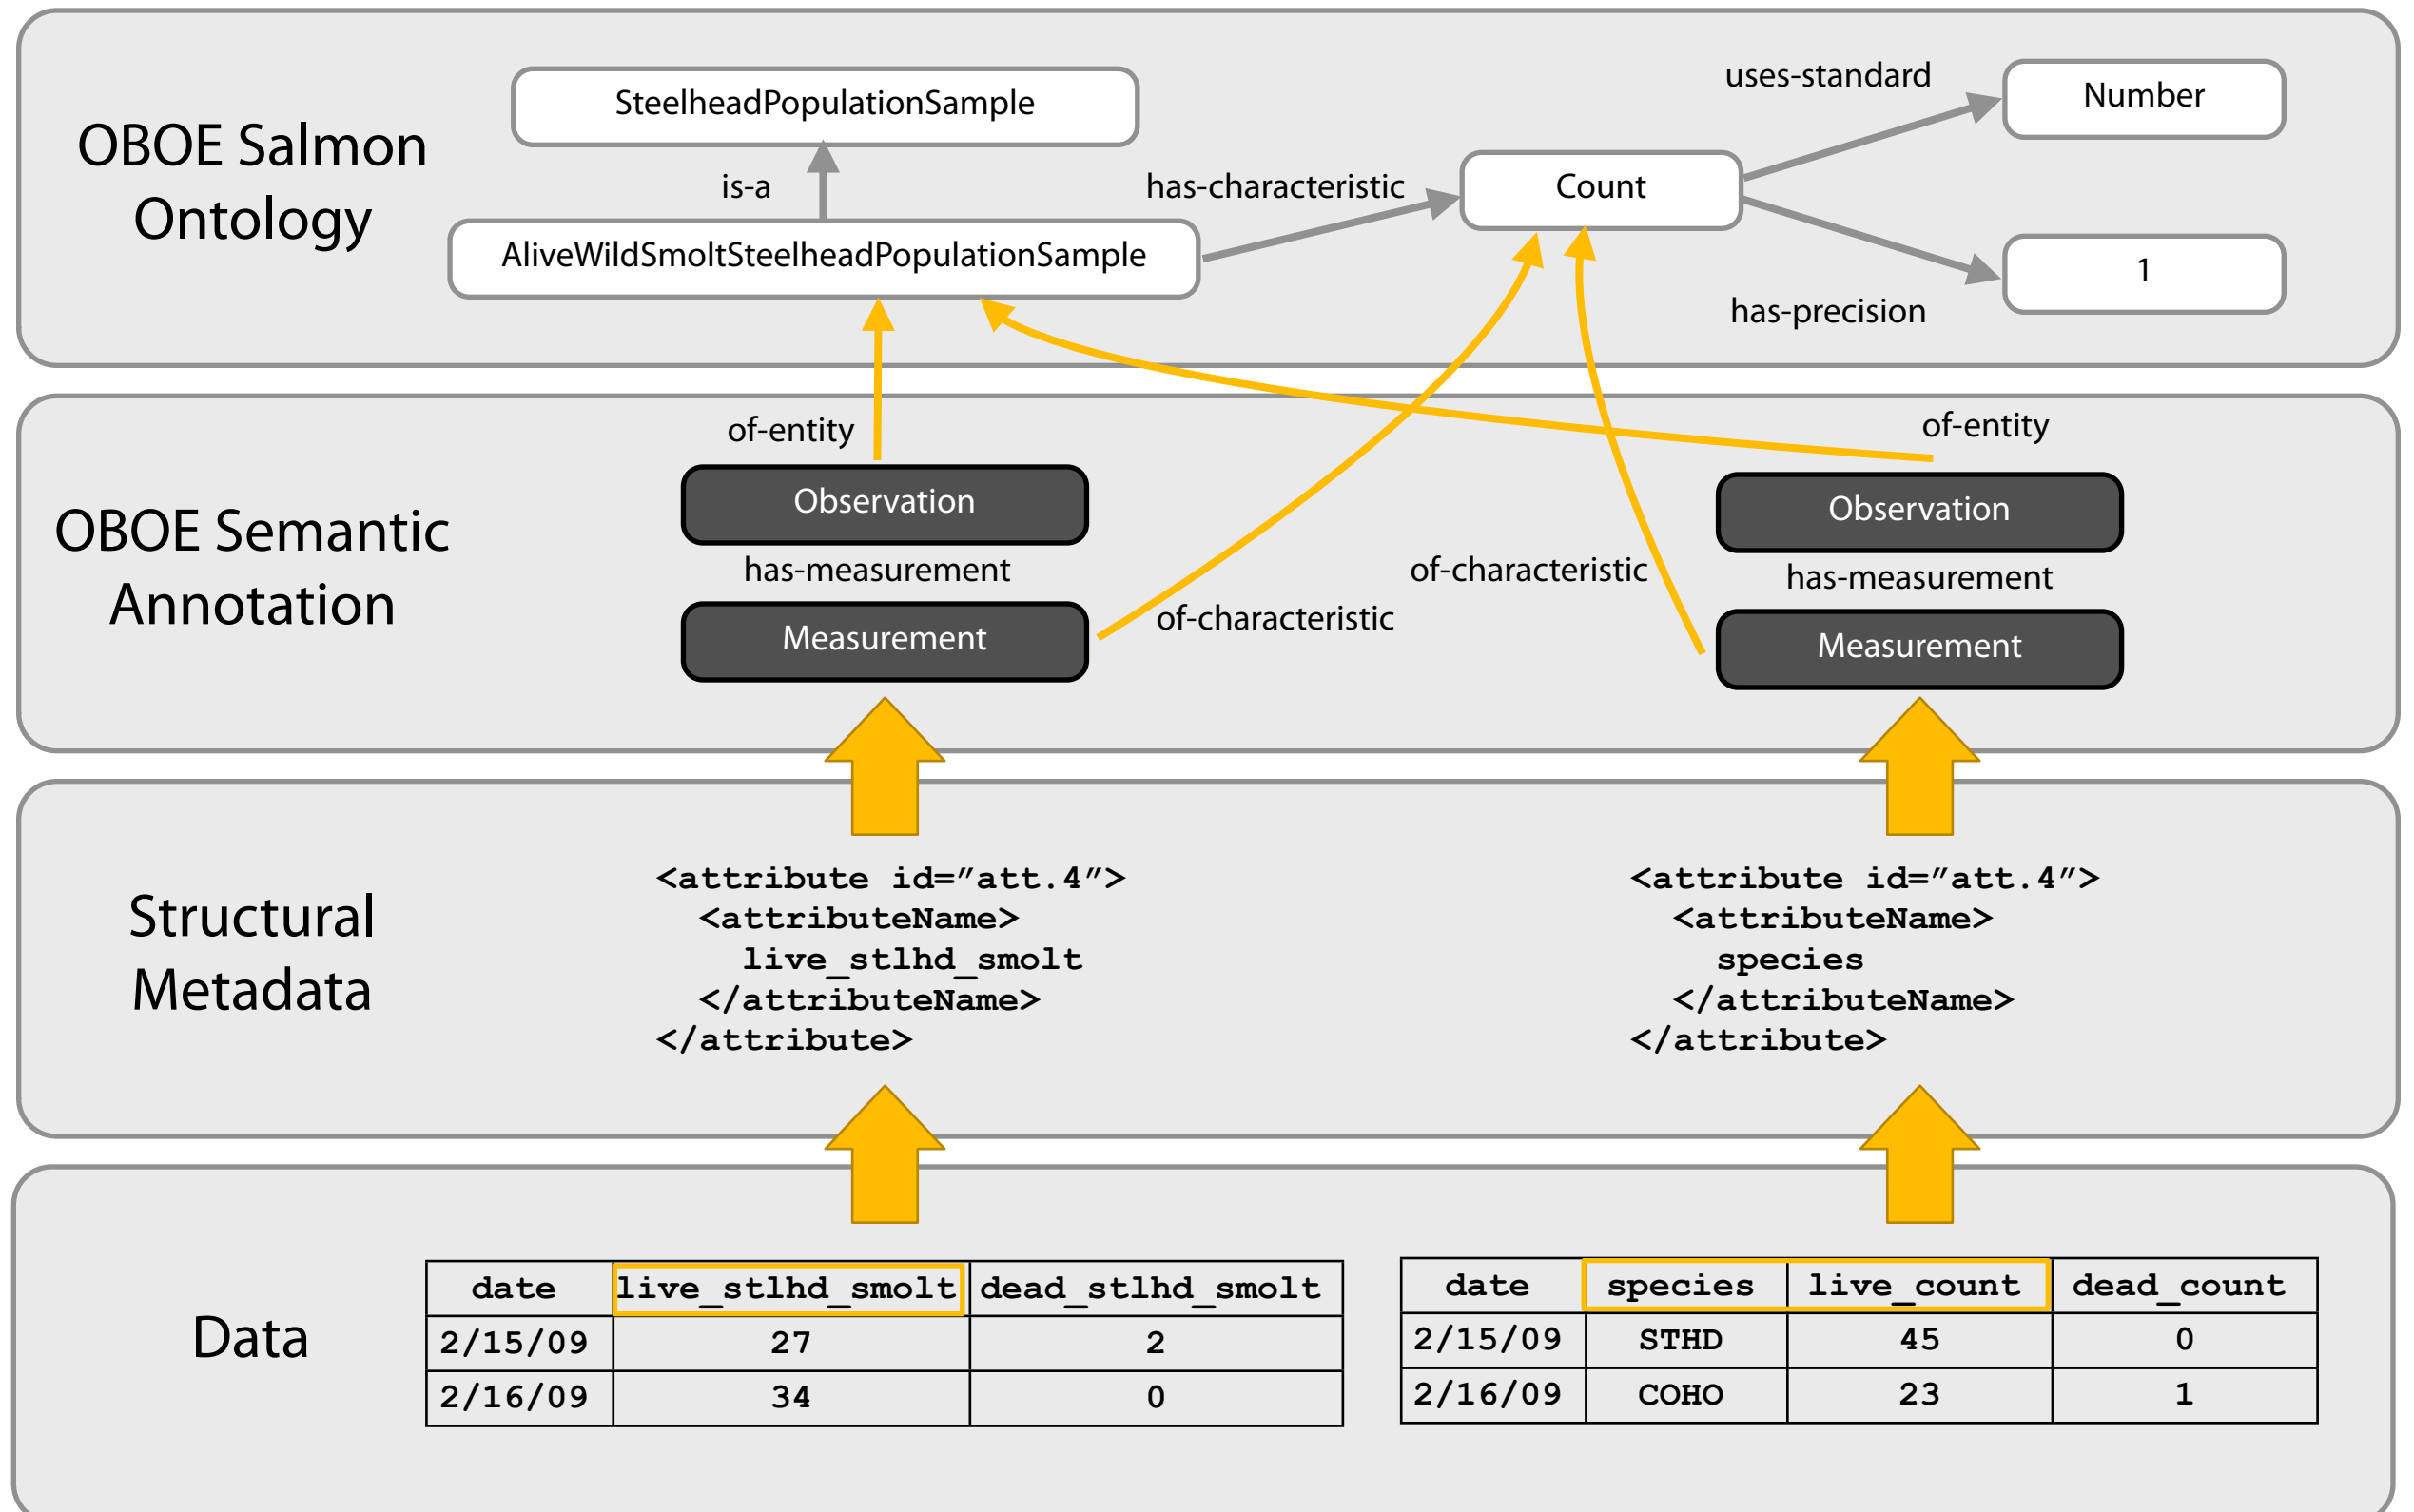 OBOE Salmon
Ontology
SteelheadPopulationSample
is-a
AliveWildSmoltSteelheadPopulationSample
has-characteristic
Count
uses-standard
Number
has-precision
1
OBOE Semantic
Annotation
of-entity
Observation
has-measurement
Measurement
of-characteristic
of-characteristic
of-entity
Observation
has-measurement
Measurement
Structural
Metadata
<attribute id=”att.4”>
<attributeName>
live_stlhd_smolt
</attributeName>
</attribute>
<attribute id=”att.4”>
<attributeName>
species
</attributeName>
</attribute>
Data
date live_stlhd_smolt dead_stlhd_smolt
2/15/09 27 2
2/16/09 34 0
date species live_count dead_count
2/15/09 STHD 45 0
2/16/09 COHO 23 1